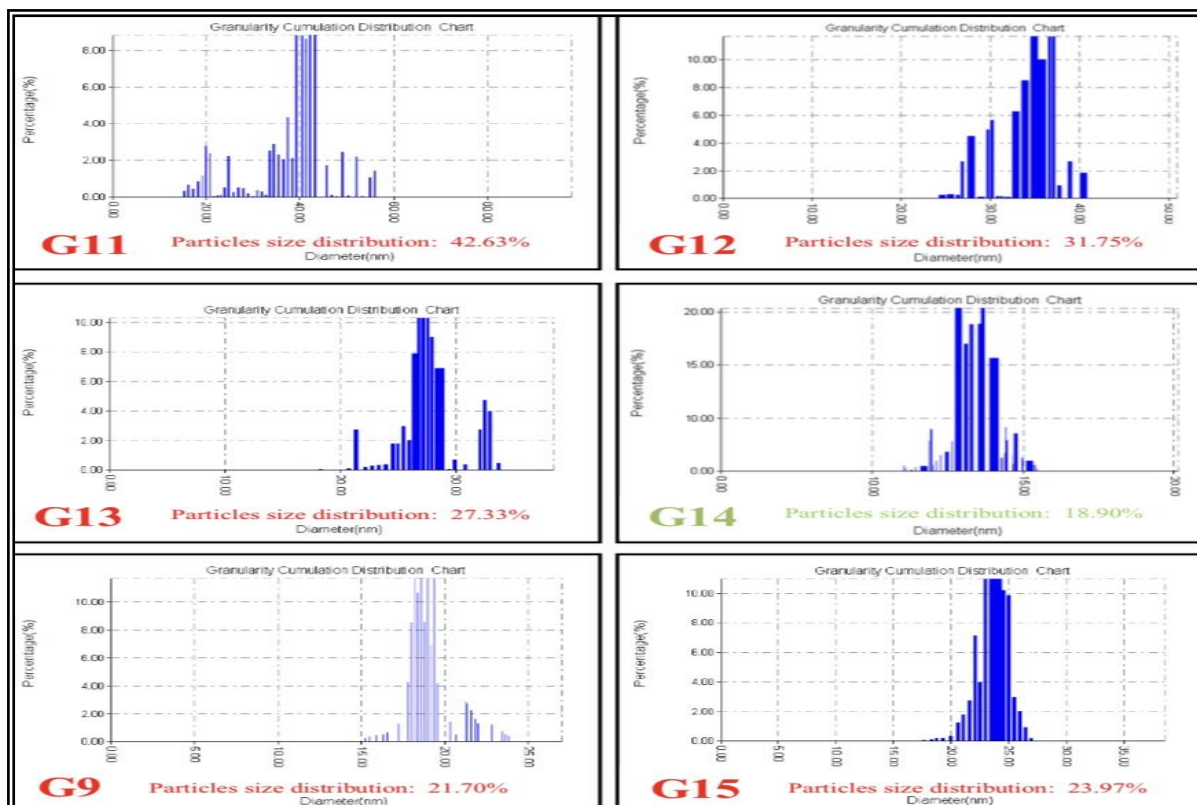 Granularity Cumulation Distribution Chart
Percentage(%)
8.00
6.00
4.00
2.00
0.00
0.00
20.00
40.00
60.00
80.00
G11
Particles size distribution: 42.63%
Diameter(nm)
Granularity Cumulation Distribution Chart
Percentage(%)
10.00
8.00
6.00
4.00
2.00
0.00
0.00
10.00
20.00
30.00
40.00
50.00
G12
Particles size distribution: 31.75%
Diameter(nm)
Granularity Cumulation Distribution Chart
Percentage(%)
10.00
8.00
6.00
4.00
2.00
0.00
0.00
10.00
20.00
30.00
G13
Particles size distribution: 27.33%
Diameter(nm)
Granularity Cumulation Distribution Chart
Percentage(%)
20.00
15.00
10.00
0.00
0.00
10.00
15.00
20.00
G14
Particles size distribution: 18.90%
Diameter(nm)
Granularity Cumulation Distribution Chart
Percentage(%)
10.00
8.00
6.00
4.00
2.00
0.00
0.00
5.00
10.00
15.00
20.00
25.00
G9
Particles size distribution: 21.70%
Diameter(nm)
Granularity Cumulation Distribution Chart
Percentage(%)
10.00
8.00
6.00
4.00
2.00
0.00
0.00
5.00
10.00
15.00
20.00
25.00
30.00
35.00
G15
Particles size distribution: 23.97%
Diameter(nm)